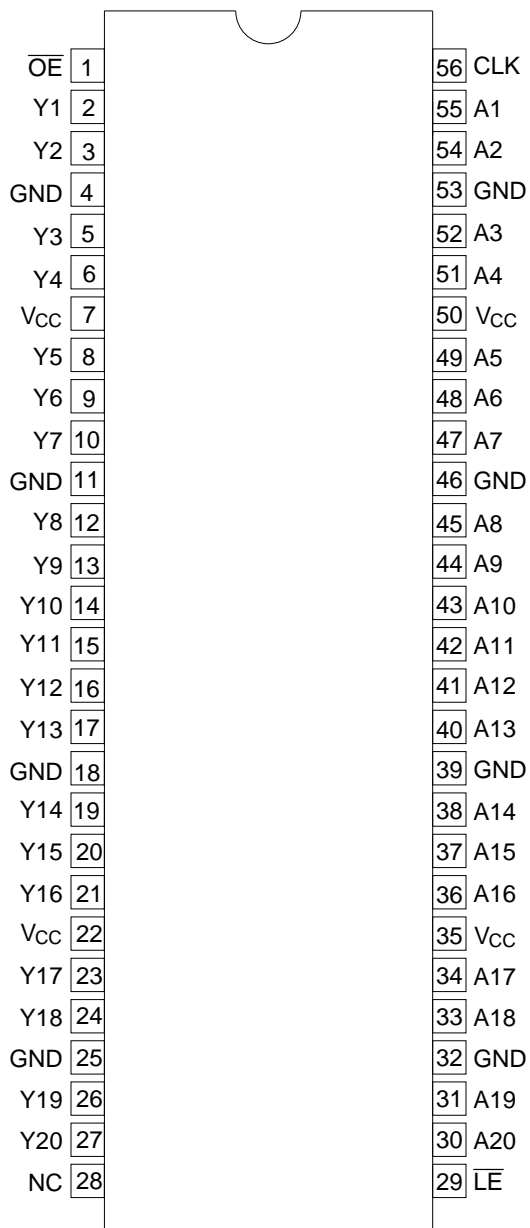 O̅E̅ 1 56 CLK
Y1 2 55 A1
Y2 3 54 A2
GND 4 53 GND
Y3 5 52 A3
Y4 6 51 A4
VCC 7 50 VCC
Y5 8 49 A5
Y6 9 48 A6
Y7 10 47 A7
GND 11 46 GND
Y8 12 45 A8
Y9 13 44 A9
Y10 14 43 A10
Y11 15 42 A11
Y12 16 41 A12
Y13 17 40 A13
GND 18 39 GND
Y14 19 38 A14
Y15 20 37 A15
Y16 21 36 A16
VCC 22 35 VCC
Y17 23 34 A17
Y18 24 33 A18
GND 25 32 GND
Y19 26 31 A19
Y20 27 30 A20
NC 28 29 L̅E̅